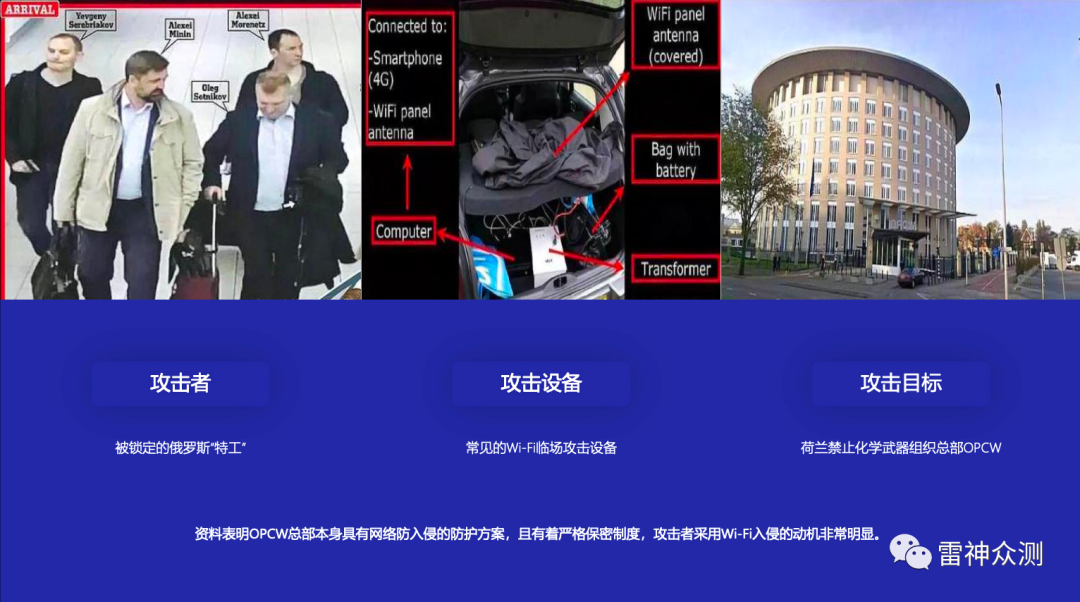 ARRIVAL
Yevgeny
Serebriakov
Alexei
Minin
Alexei
Morenetz
Oleg
Sotnikov
Connected to:
-Smartphone
(4G)
-WiFi panel
antenna
Computer
WiFi panel
antenna
(covered)
Bag with
battery
Transformer
攻击者
攻击设备
攻击目标
被锁定的俄罗斯“特工”
常见的Wi-Fi临场攻击设备
荷兰禁止化学武器组织总部OPCW
资料表明OPCW总部本身具有网络防入侵的防护方案，且有着严格保密制度，攻击者采用Wi-Fi入侵的动机非常明显。
雷神众测